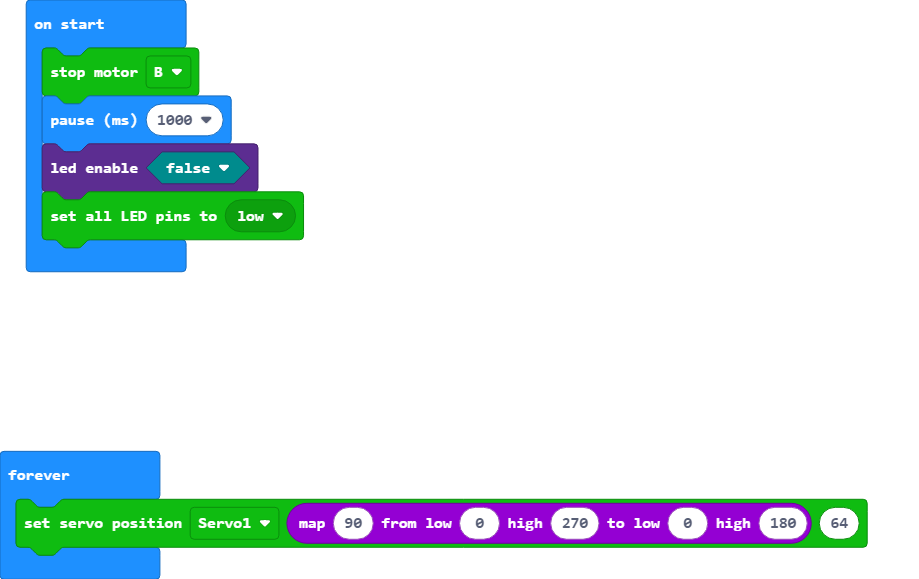 on start
stop motor B
pause (ms) 1000
led enable false
set all LED pins to low
forever
set servo position Servo1 map 90 from low 0 high 270 to low 0 high 180 64